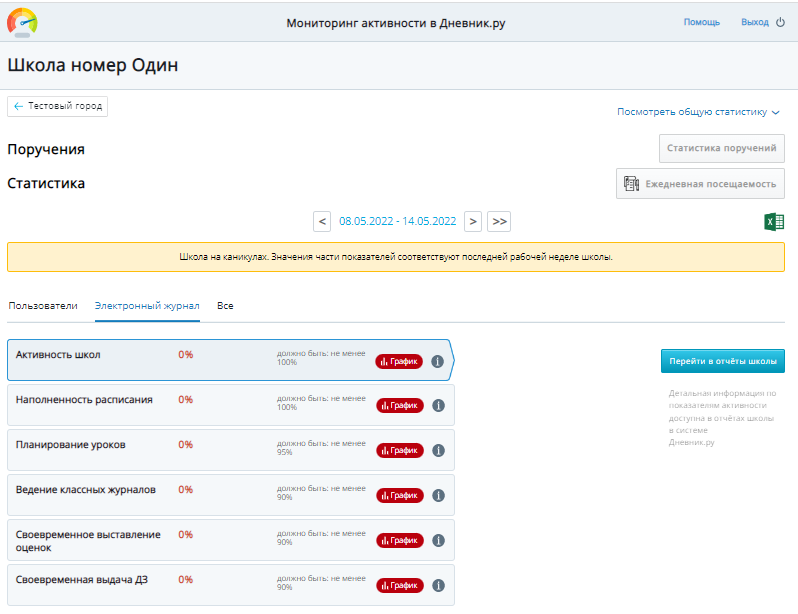 Мониторинг активности в Дневник.ру
Помощь
Выход
Школа номер Один
← Тестовый город
Посмотреть общую статистику
Поручения
Статистика поручений
Статистика
Ежедневная посещаемость
<
08.05.2022 - 14.05.2022
>
>>
Школа на каникулах. Значения части показателей соответствуют последней рабочей неделе школы.
Пользователи
Электронный журнал
Все
Активность школ
0%
должно быть: не менее
100%
График
Наполненность расписания
0%
должно быть: не менее
100%
График
Планирование уроков
0%
должно быть: не менее
95%
График
Ведение классных журналов
0%
должно быть: не менее
90%
График
Своевременное выставление
оценок
0%
должно быть: не менее
90%
График
Своевременная выдача ДЗ
0%
должно быть: не менее
90%
График
Перейти в отчёты школы
Детальная информация по
показателям активности
доступна в отчётах школы
в системе
Дневник.ру